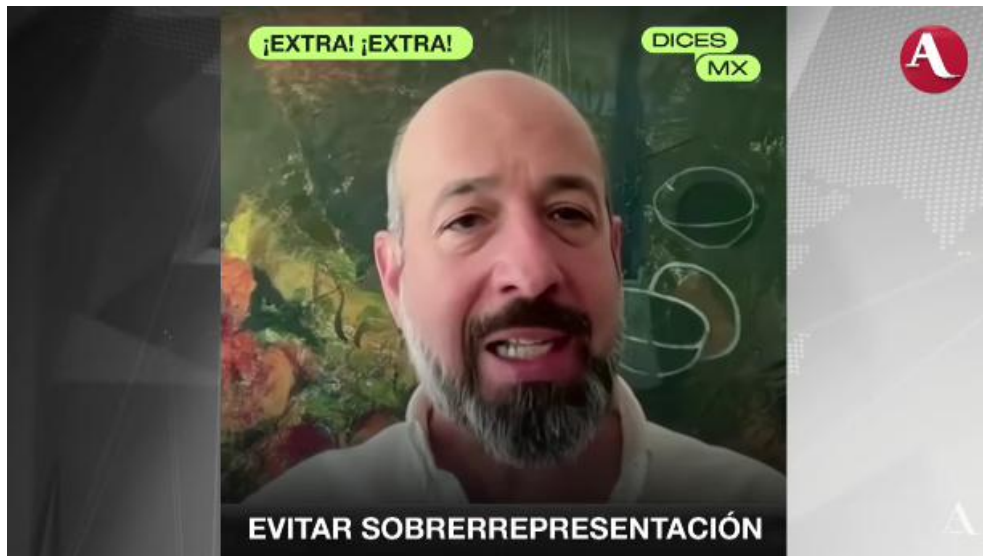 ¡EXTRA! ¡EXTRA!
DICES
MX
A
EVITAR SOBRERREPRESENTACIÓN
A